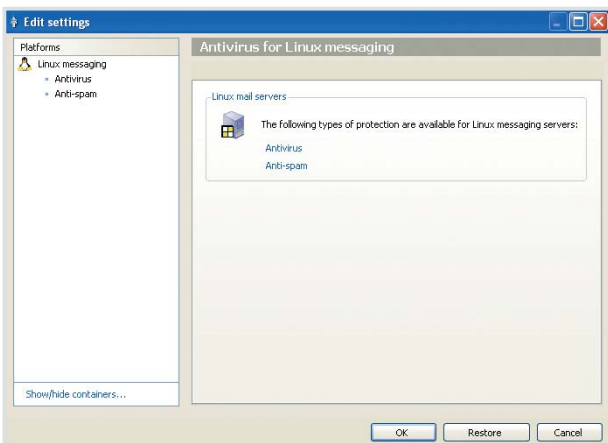 Edit settings
Platforms
Linux messaging
Antivirus
Anti-spam
Show/hide containers...
Antivirus for Linux messaging
Linux mail servers
The following types of protection are available for Linux messaging servers:
Antivirus
Anti-spam
OK
Restore
Cancel